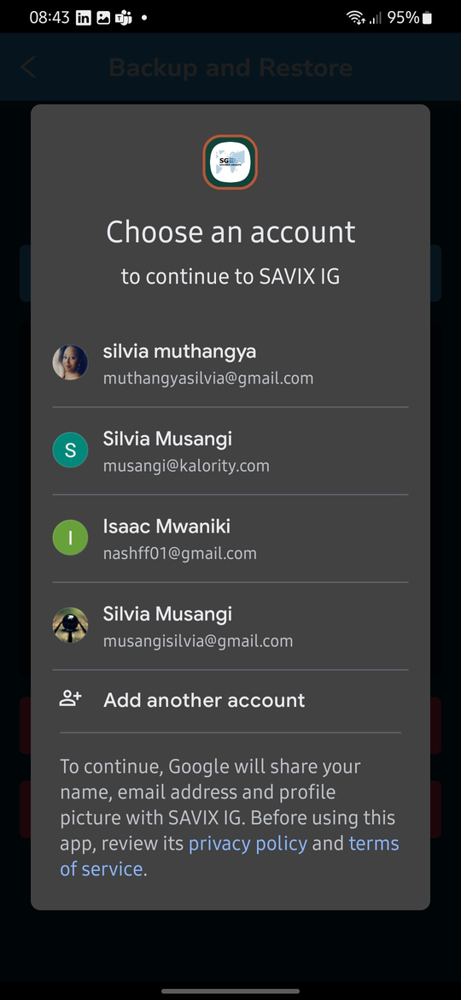 08:43
95%
Backup and Restore
SG
Choose an account
to continue to SAVIX IG
silvia muthangya
muthangyasilvia@gmail.com
S
Silvia Musangi
musangi@kalority.com
I
Isaac Mwaniki
nashff01@gmail.com
Silvia Musangi
musangisilvia@gmail.com
Add another account
To continue, Google will share your
name, email address and profile
picture with SAVIX IG. Before using this
app, review its privacy policy and terms
of service.